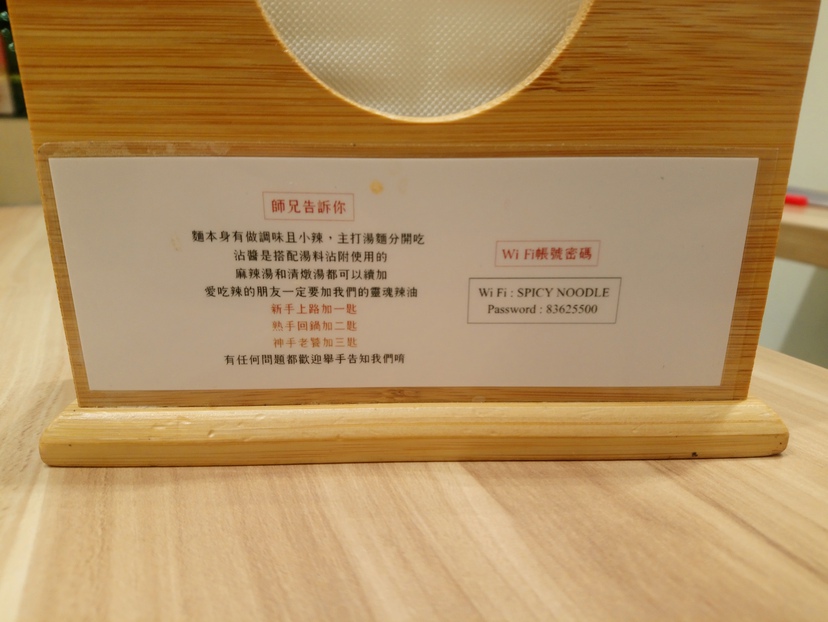 師兄告訴你
麵本身有做調味且小辣，主打湯麵分開吃
沾醬是搭配湯料沾附使用的
麻辣湯和清燉湯都可以續加
愛吃辣的朋友一定要加我們的靈魂辣油
新手上路加一匙
熟手回鍋加二匙
神手老饕加三匙
有任何問題都歡迎舉手告知我們唷
Wi Fi帳號密碼
Wi Fi : SPICY NOODLE
Password : 83625500